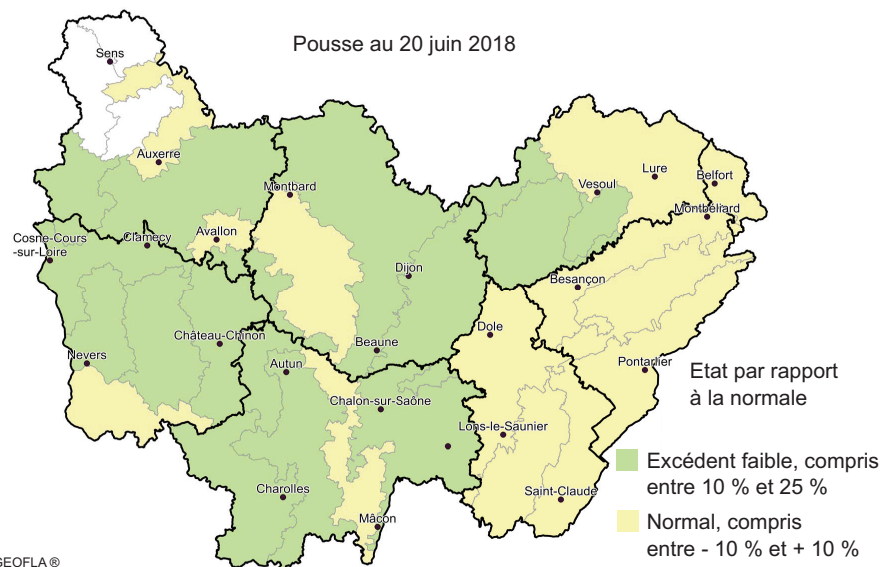 Pousse au 20 juin 2018
Sens
Auxerre
Montbard
Vesoul
Lure
Belfort
Montbéliard
Avallon
Clamecy
Cosne-Cours
-sur-Loire
Dijon
Besançon
Château-Chinon
Beaune
Dole
Nevers
Autun
Pontarlier
Chalon-sur-Saône
Lons-le-Saunier
Charolles
Saint-Claude
Mâcon
Etat par rapport
à la normale
Excédent faible, compris
entre 10 % et 25 %
Normal, compris
entre - 10 % et + 10 %
GEOFLA ®